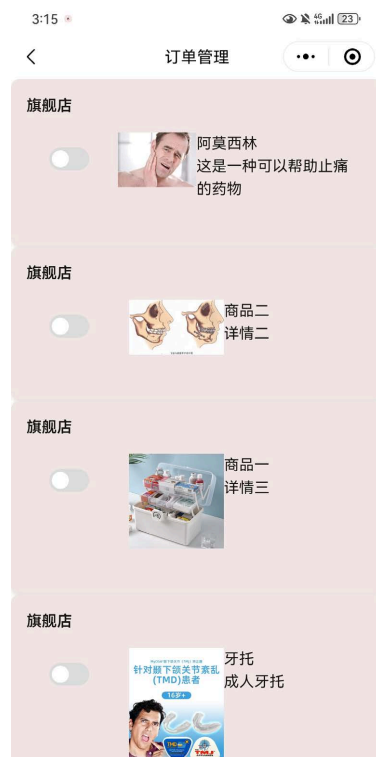 3:15
4G
23
订单管理
旗舰店
阿莫西林
这是一种可以帮助止痛
的药物
旗舰店
商品二
详情二
旗舰店
商品一
详情三
旗舰店
牙托
成人牙托
针对颞下颌关节紊乱
(TMD)患者
16岁+